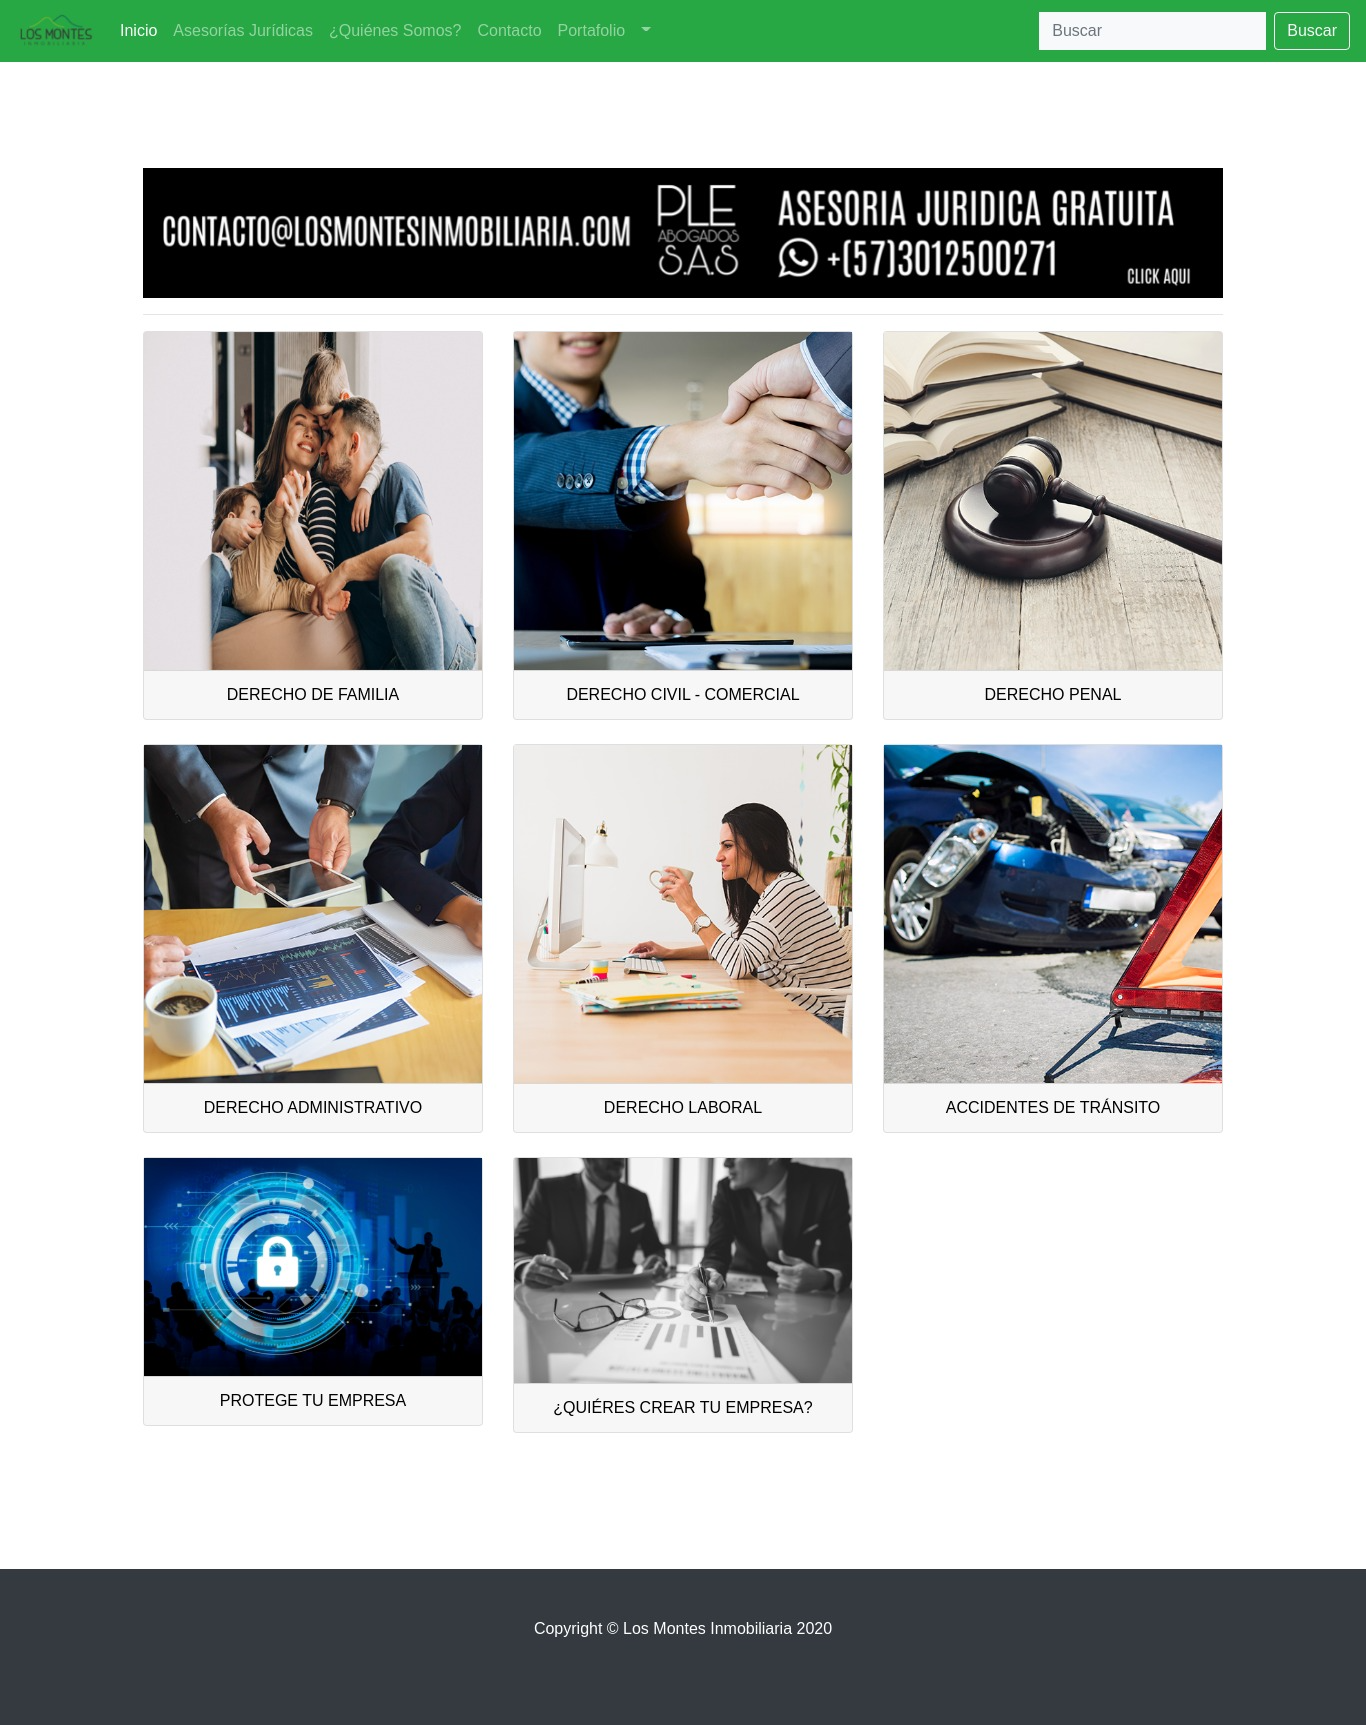 LOS MONTES
INMOBILIARIA
Inicio
Asesorías Jurídicas
¿Quiénes Somos?
Contacto
Portafolio
Buscar
Buscar
CONTACTO@LOSMONTESINMOBILIARIA.COM
PLE
ABOGADOS
S.A.S
ASESORIA JURIDICA GRATUITA
+(57)3012500271
CLICK AQUI
DERECHO DE FAMILIA
DERECHO CIVIL - COMERCIAL
DERECHO PENAL
DERECHO ADMINISTRATIVO
DERECHO LABORAL
ACCIDENTES DE TRÁNSITO
PROTEGE TU EMPRESA
¿QUIÉRES CREAR TU EMPRESA?
Copyright © Los Montes Inmobiliaria 2020